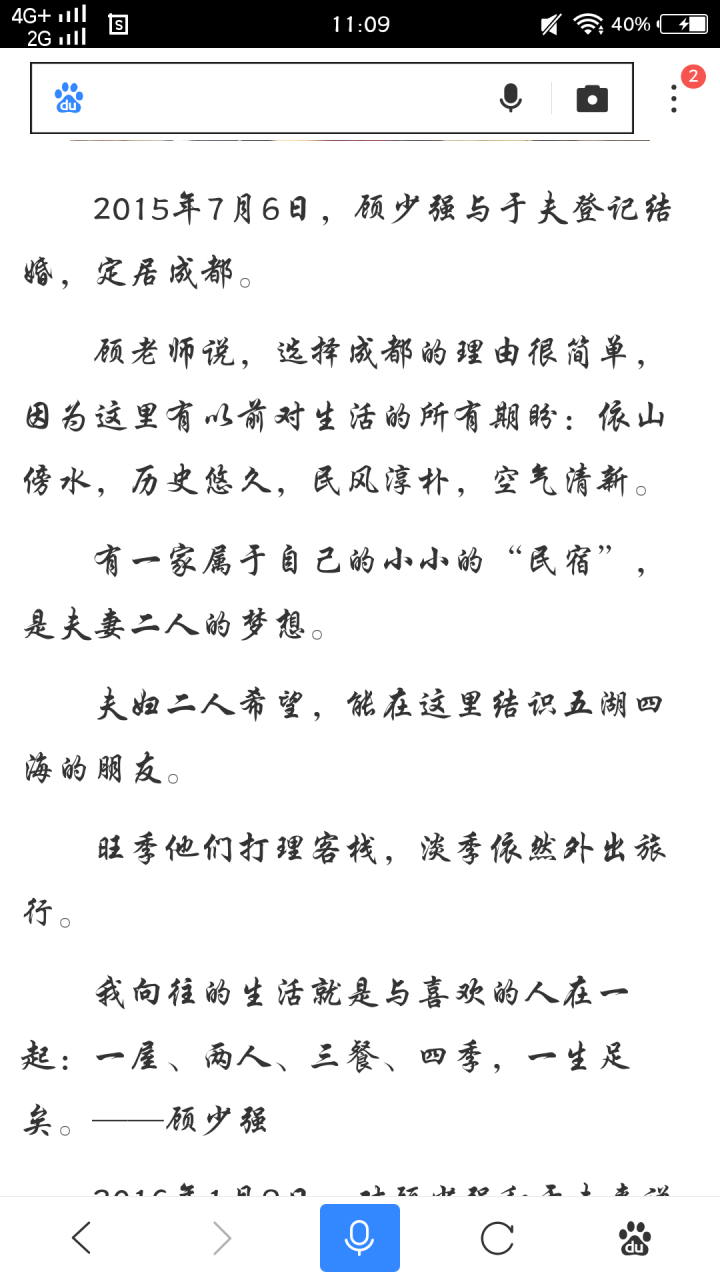 4G+
2G
S
11:09
40%
du
2
2015年7月6日，顾少强与于夫登记结
婚，定居成都。
顾老师说，选择成都的理由很简单，
因为这里有以前对生活的所有期盼：依山
傍水，历史悠久，民风淳朴，空气清新。
有一家属于自己的小小的“民宿”，
是夫妻二人的梦想。
夫妇二人希望，能在这里结识五湖四
海的朋友。
旺季他们打理客栈，淡季依然外出旅
行。
我向往的生活就是与喜欢的人在一
起：一屋、两人、三餐、四季，一生足
矣。——顾少强
du